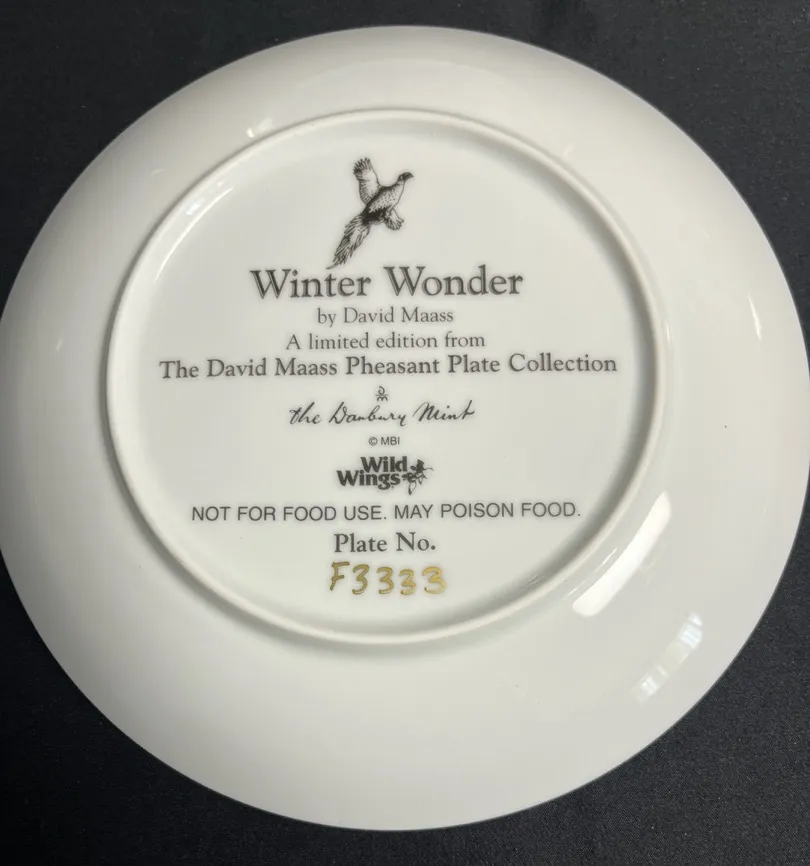 Winter Wonder
by David Maass
A limited edition from
The David Maass Pheasant Plate Collection
DM
the Danbury Mint
© MBI
Wild
Wings
NOT FOR FOOD USE. MAY POISON FOOD.
Plate No.
F3333